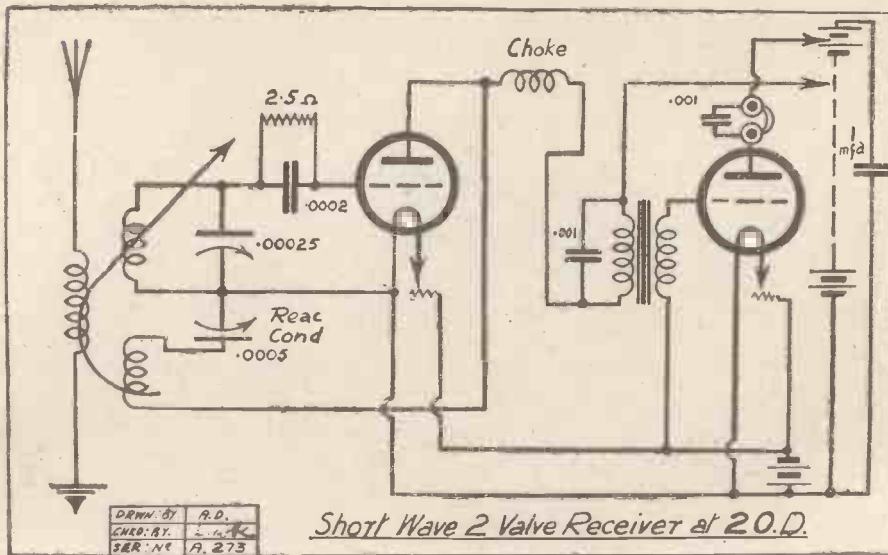 Choke
2.5 Ω
.0002
.001
1 mfd
.00025
.001
Reac
Cond
.0005
DRWN: BY A.D.
CHKD: BY.
SER: Nº A. 273
Short Wave 2 Valve Receiver at 2 O.D.